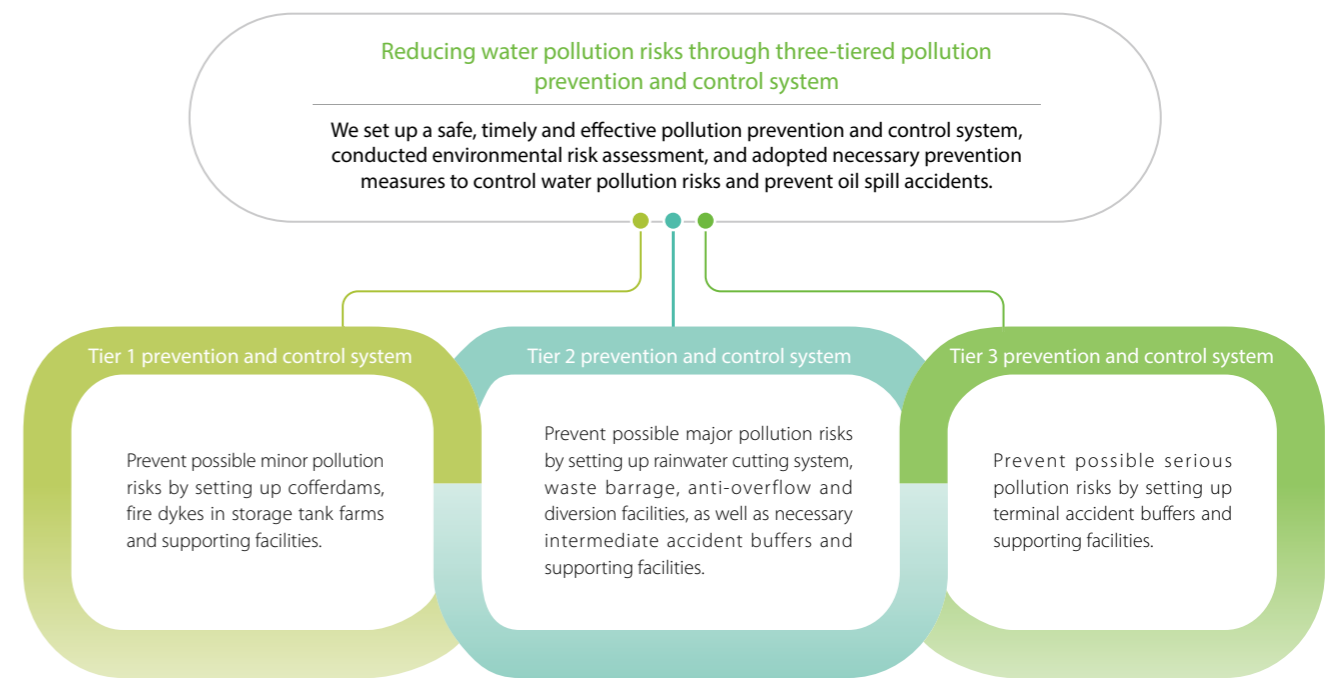 Reducing water pollution risks through three-tiered pollution
prevention and control system
We set up a safe, timely and effective pollution prevention and control system,
conducted environmental risk assessment, and adopted necessary prevention
measures to control water pollution risks and prevent oil spill accidents.
Tier 1 prevention and control system
Prevent possible minor pollution
risks by setting up cofferdams,
fire dykes in storage tank farms
and supporting facilities.
Tier 2 prevention and control system
Prevent possible major pollution risks
by setting up rainwater cutting system,
waste barrage, anti-overflow and
diversion facilities, as well as necessary
intermediate accident buffers and
supporting facilities.
Tier 3 prevention and control system
Prevent possible serious
pollution risks by setting up
terminal accident buffers and
supporting facilities.